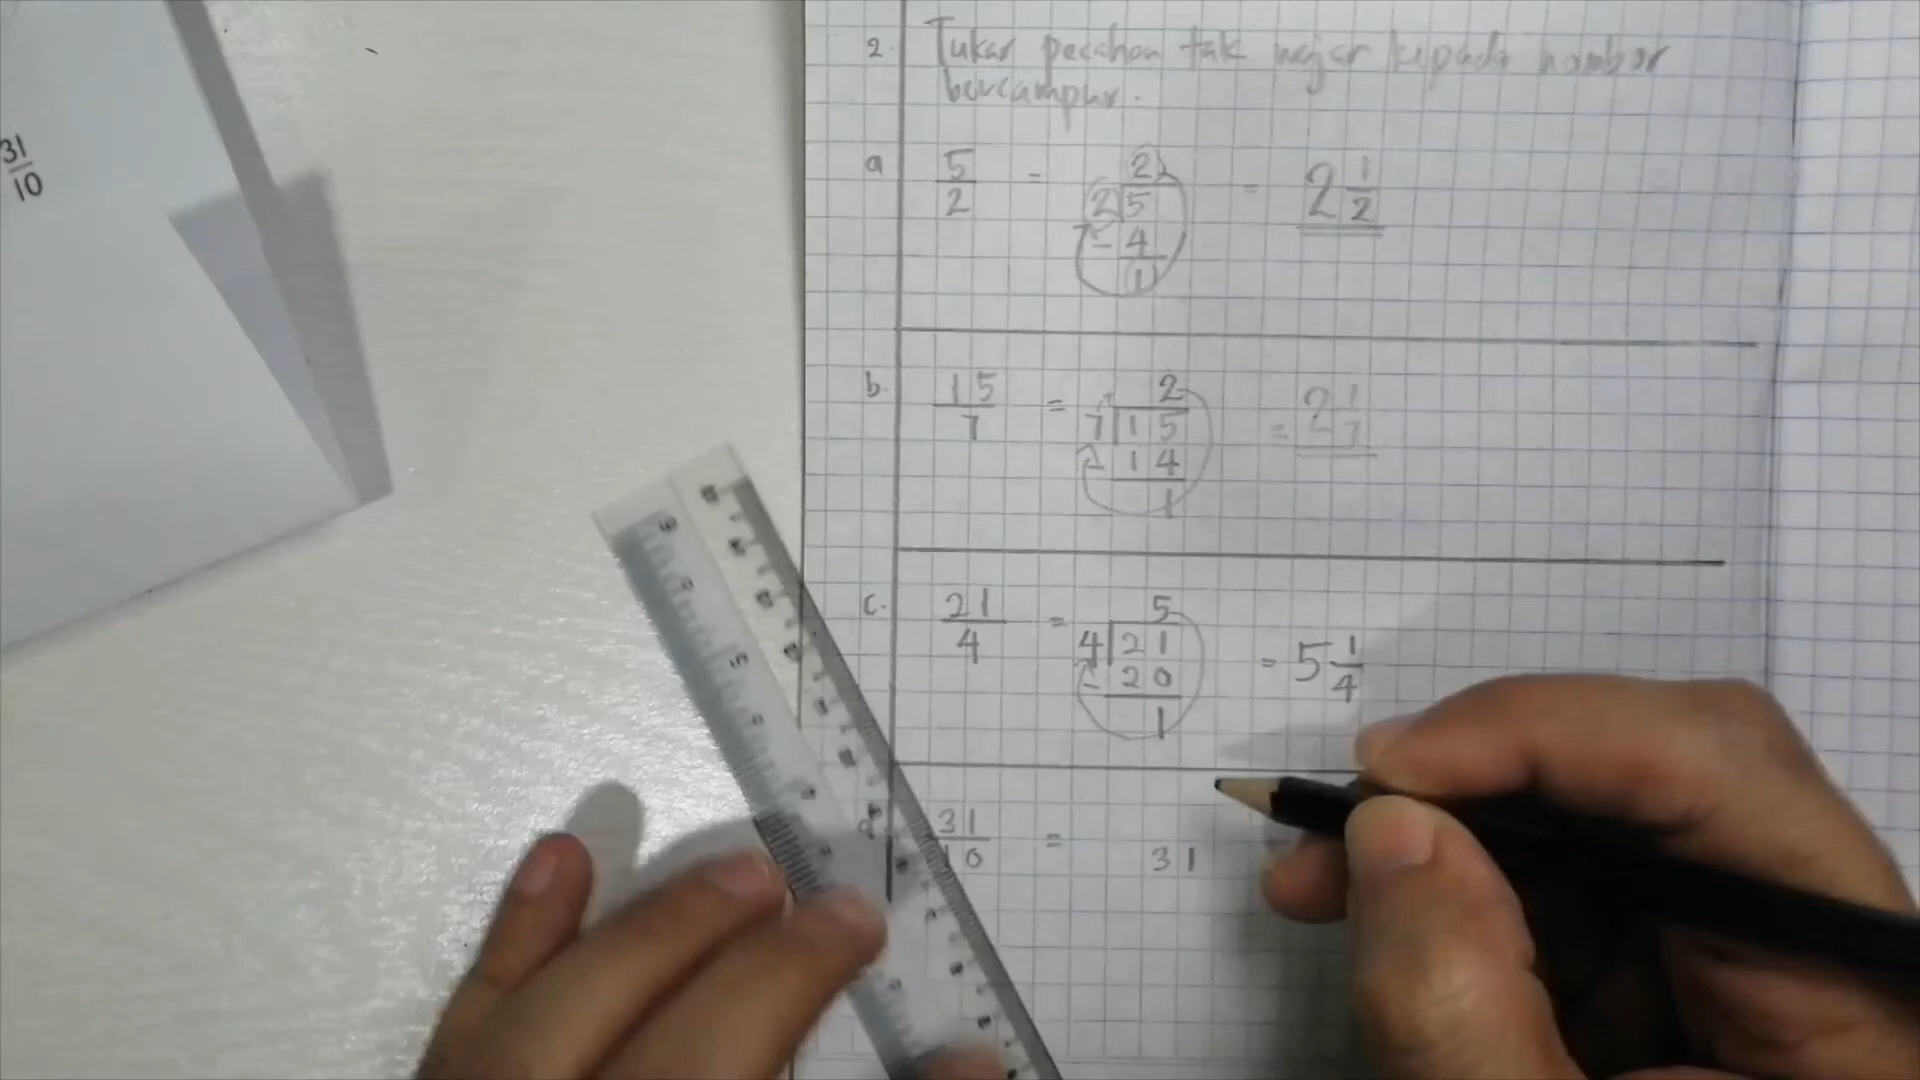 31
10
2. Tukar pecahan tak wajar kepada nombor
bercampur.
a 5/2 = 2
2 5 = 2 1/2
- 4
1
b. 15/7 = 2
7 15 = 2 1/7
- 14
1
c. 21/4 = 5
4 21 = 5 1/4
- 20
1
31/10 = 31